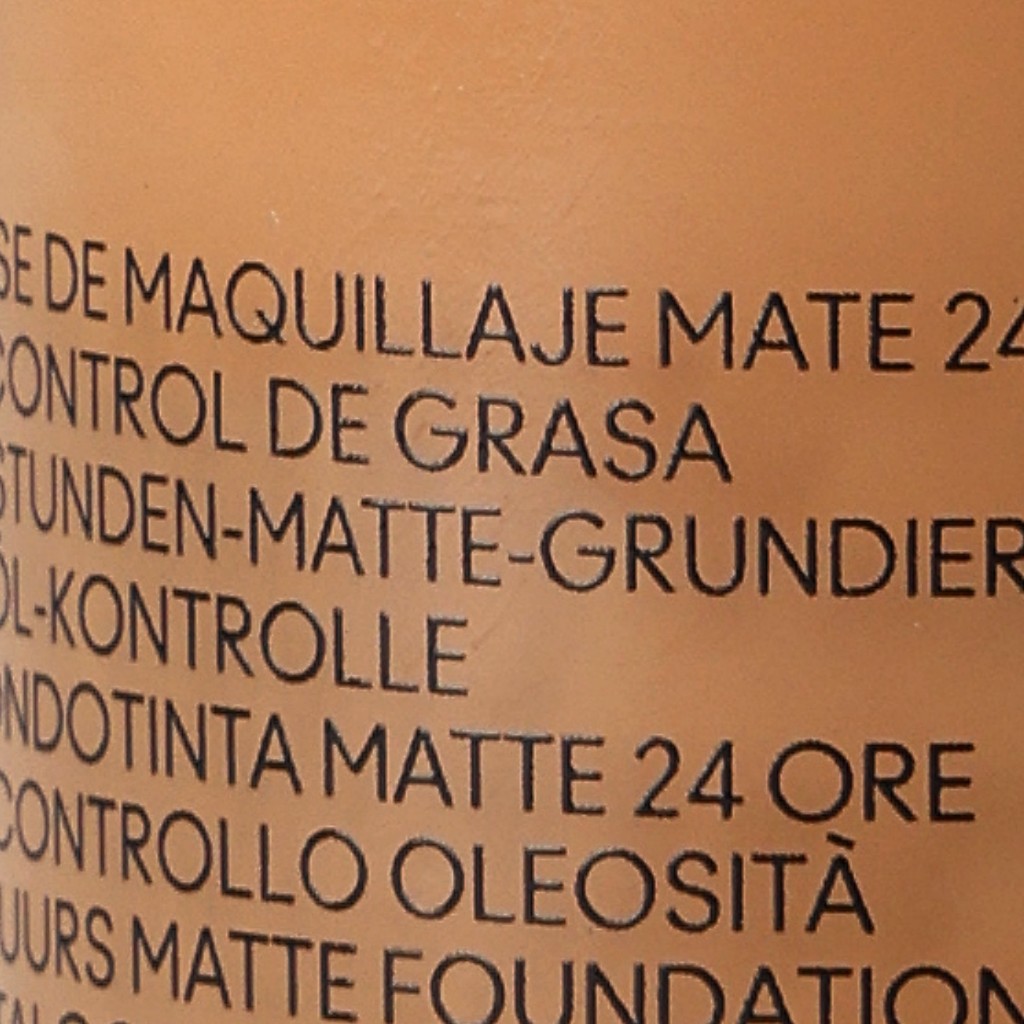 SE DE MAQUILLAJE MATE 24
CONTROL DE GRASA
STUNDEN-MATTE-GRUNDIER
ÖL-KONTROLLE
ONDOTINTA MATTE 24 ORE
CONTROLLO OLEOSITÀ
UURS MATTE FOUNDATION